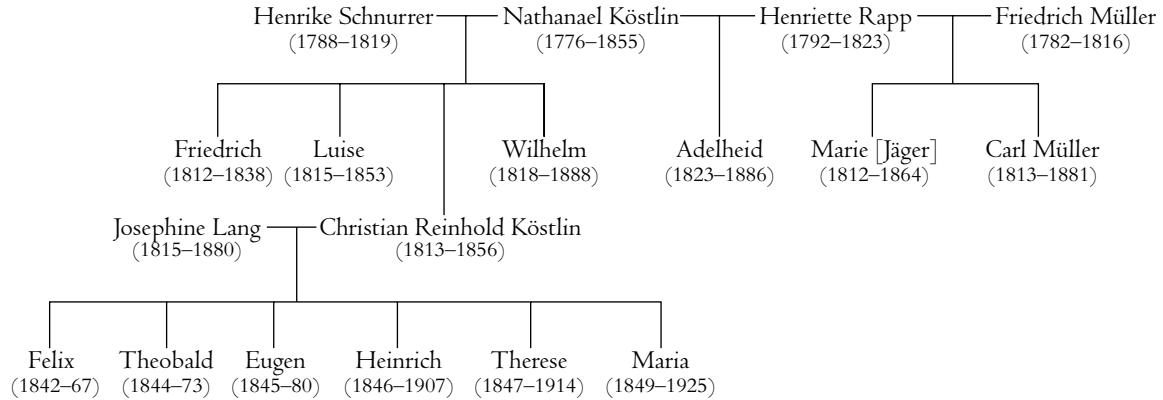 Henrike Schnurrer Nathanael Köstlin Henriette Rapp Friedrich Müller
(1788–1819) (1776–1855) (1792–1823) (1782–1816)
Friedrich Luise Wilhelm Adelheid Marie [Jäger] Carl Müller
(1812–1838) (1815–1853) (1818–1888) (1823–1886) (1812–1864) (1813–1881)
Josephine Lang Christian Reinhold Köstlin
(1815–1880) (1813–1856)
Felix Theobald Eugen Heinrich Therese Maria
(1842–67) (1844–73) (1845–80) (1846–1907) (1847–1914) (1849–1925)